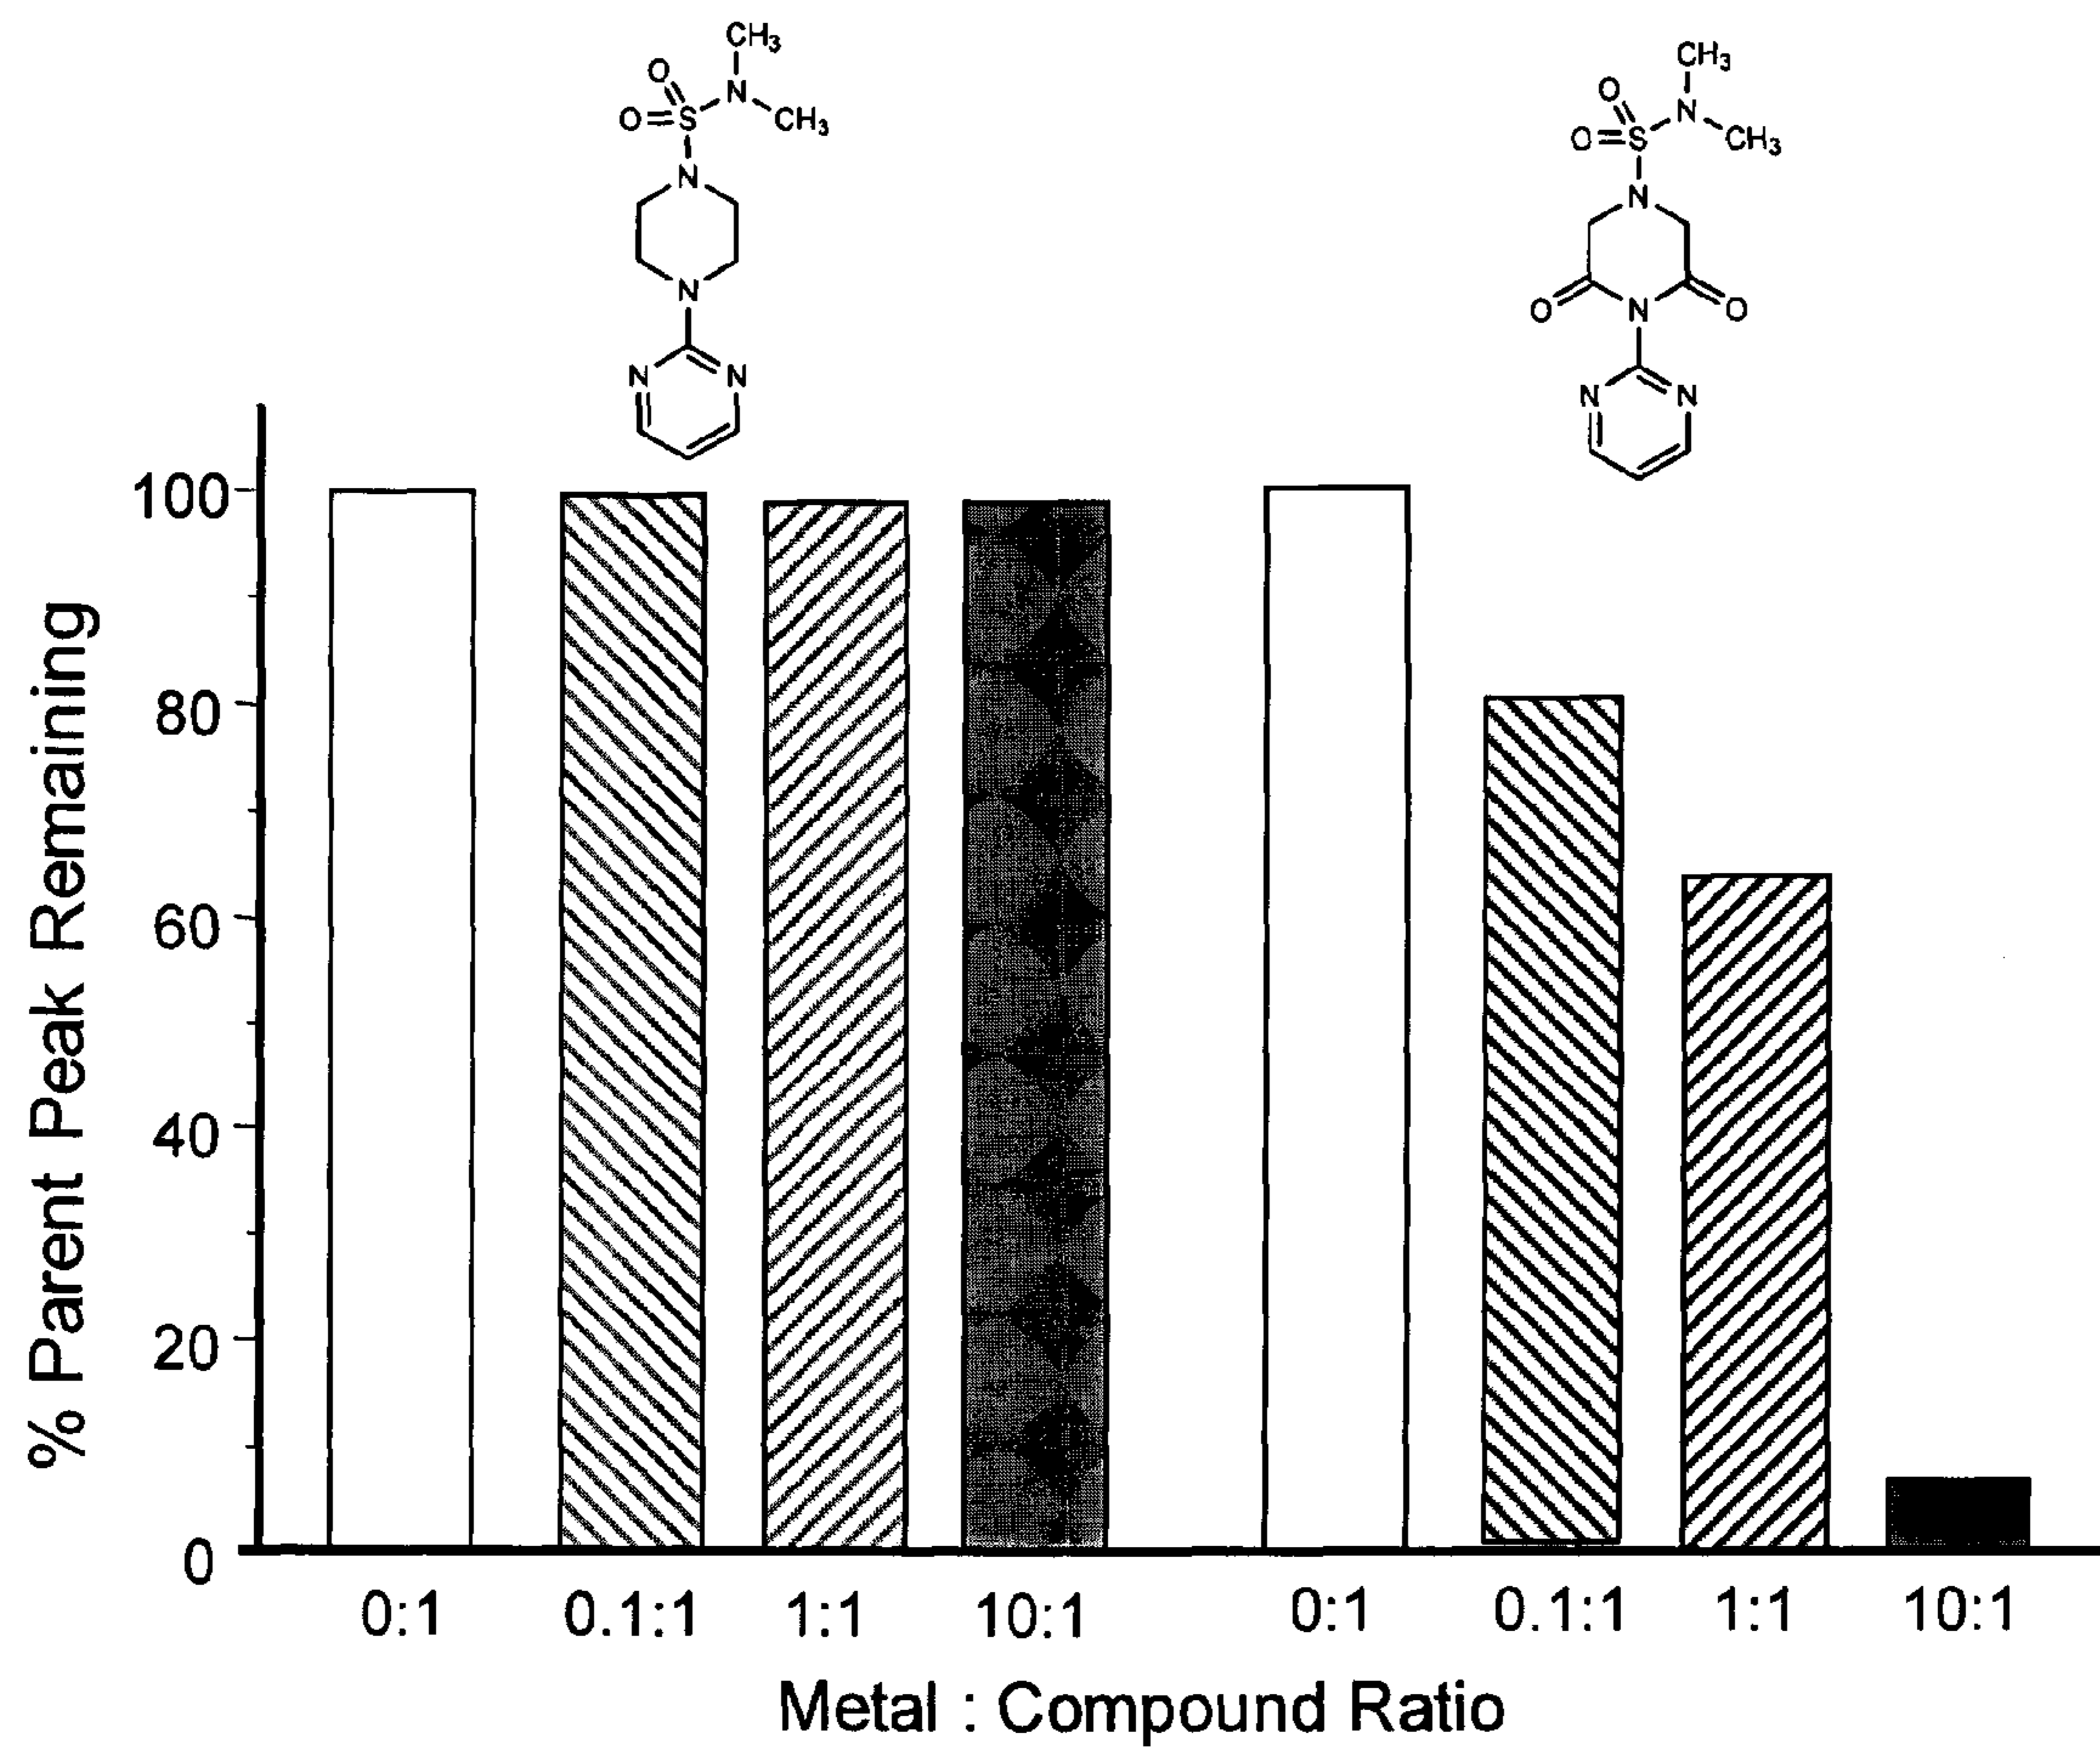 CH3
O
N
O=S
CH3
N
N
N
N
CH3
O
N
O=S
CH3
N
O
N
O
N
N
100
80
60
40
20
0
% Parent Peak Remaining
0:1 0.1:1 1:1 10:1 0:1 0.1:1 1:1 10:1
Metal : Compound Ratio